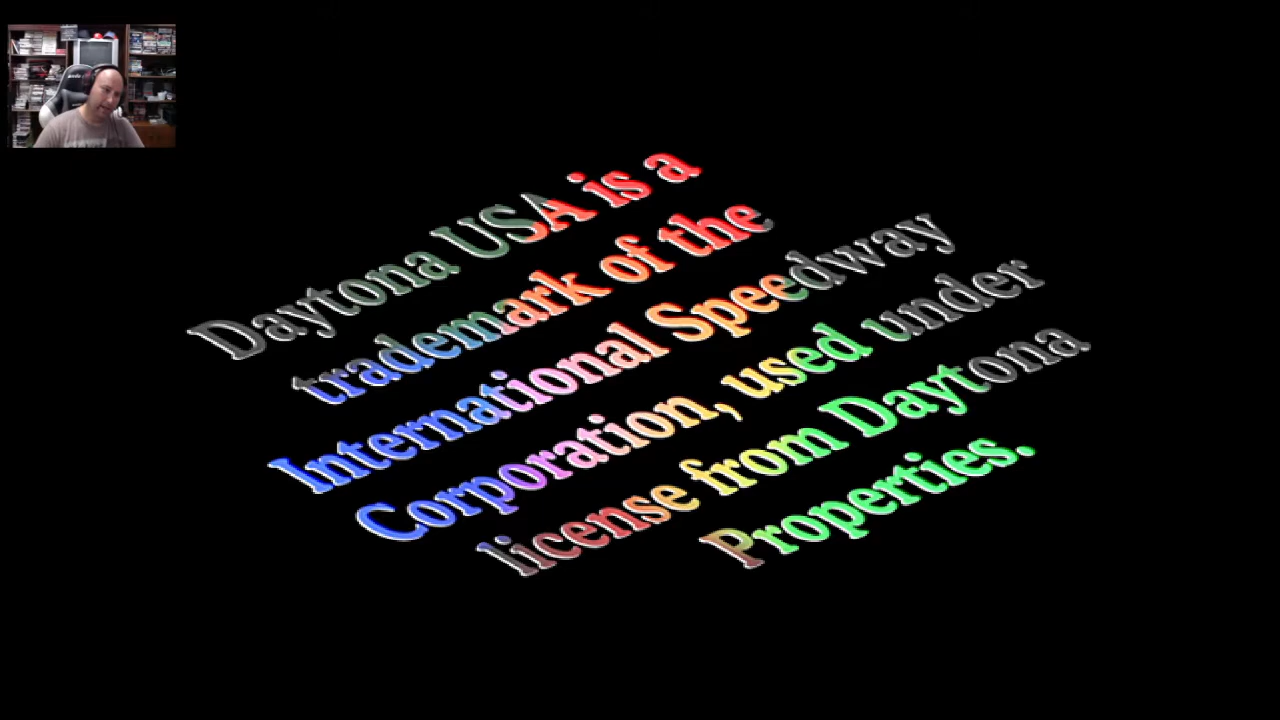 Daytona USA is a
trademark of the
International Speedway
Corporation, used under
license from Daytona
Properties.